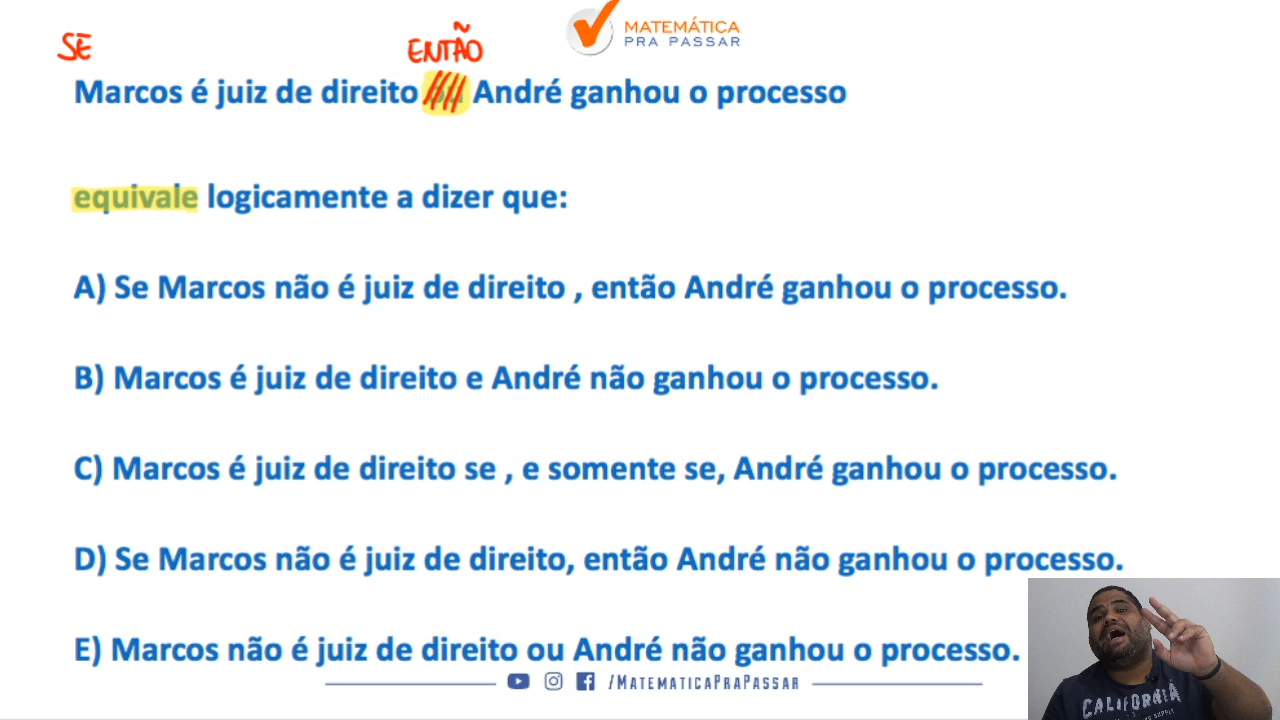 MATEMÁTICA
PRA PASSAR
SE ENTÃO
Marcos é juiz de direito André ganhou o processo
equivale logicamente a dizer que:
A) Se Marcos não é juiz de direito , então André ganhou o processo.
B) Marcos é juiz de direito e André não ganhou o processo.
C) Marcos é juiz de direito se , e somente se, André ganhou o processo.
D) Se Marcos não é juiz de direito, então André não ganhou o processo.
E) Marcos não é juiz de direito ou André não ganhou o processo.
/MATEMATICAPRAPASSAR
CALIFORNIA